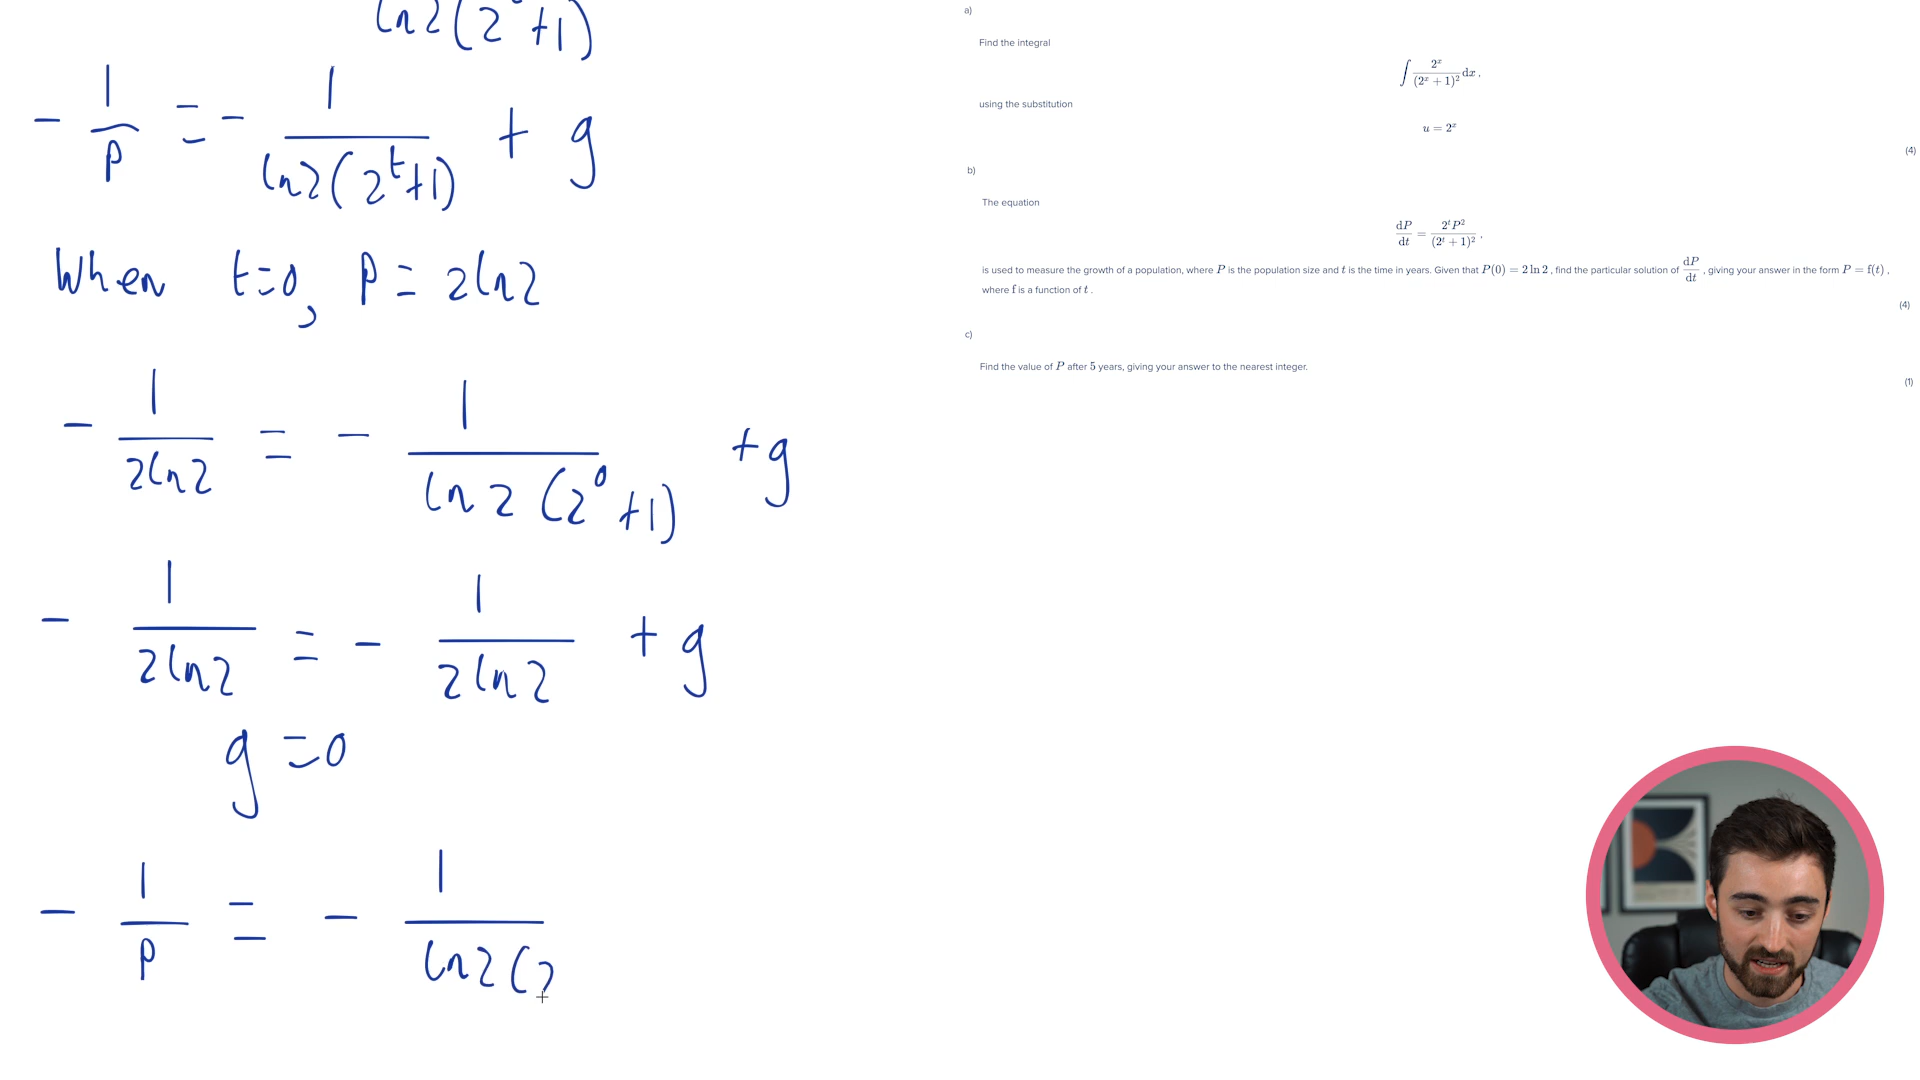 ln2(2 +1)
- 1/P = - 1/ln2(2^t+1) + g
When t=0, P = 2ln2
- 1/2ln2 = - 1/ln2(2^0+1) + g
- 1/2ln2 = - 1/2ln2 + g
g = 0
- 1/P = - 1/ln2(2
a)
Find the integral
∫ 2^x/(2^x + 1)^2 dx ,
using the substitution
u = 2^x
(4)
b)
The equation
dP/dt = 2^t P^2/(2^t + 1)^2 ,
is used to measure the growth of a population, where P is the population size and t is the time in years. Given that P(0) = 2 ln 2 , find the particular solution of dP/dt , giving your answer in the form P = f(t) ,
where f is a function of t .
(4)
c)
Find the value of P after 5 years, giving your answer to the nearest integer.
(1)